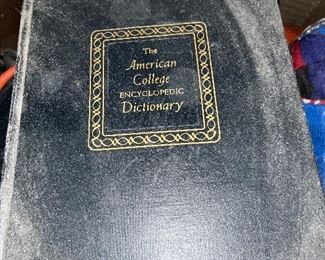 The
American
College
ENCYCLOPEDIC
Dictionary